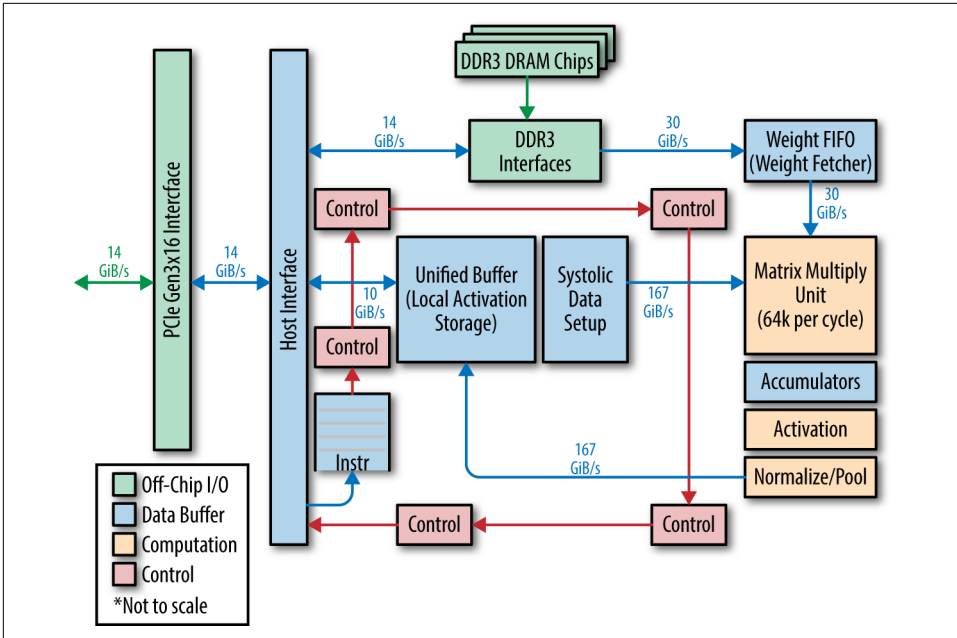 DDR3 DRAM Chips
14
GiB/s
DDR3
Interfaces
30
GiB/s
Weight FIFO
(Weight Fetcher)
30
GiB/s
Control
Control
14
GiB/s
PCIe Gen3x16 Intercface
14
GiB/s
Host Interface
10
GiB/s
Unified Buffer
(Local Activation
Storage)
Systolic
Data
Setup
167
GiB/s
Matrix Multiply
Unit
(64k per cycle)
Control
Accumulators
Activation
Instr
167
GiB/s
Normalize/Pool
Control
Control
Off-Chip I/O
Data Buffer
Computation
Control
*Not to scale